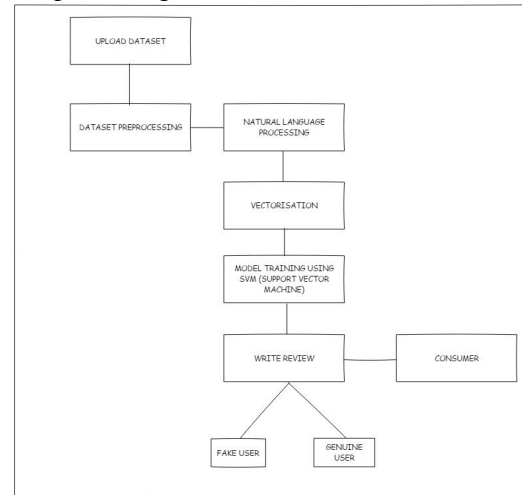 UPLOAD DATASET
DATASET PREPROCESSING
NATURAL LANGUAGE
PROCESSING
VECTORISATION
MODEL TRAINING USING
SVM (SUPPORT VECTOR
MACHINE)
WRITE REVIEW
CONSUMER
FAKE USER
GENUINE
USER